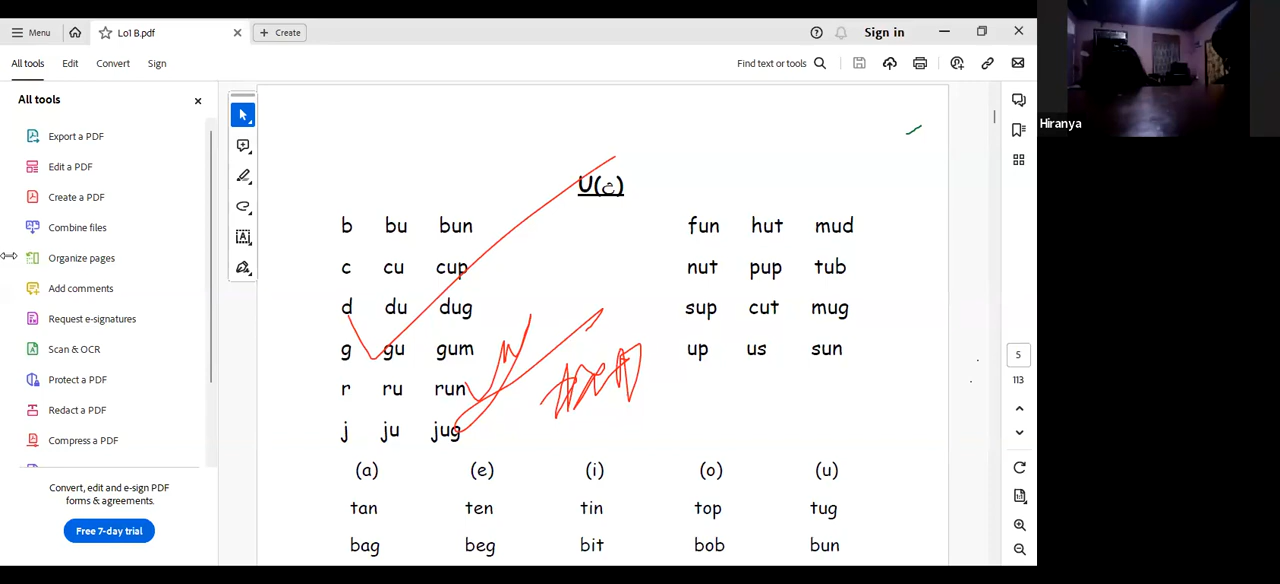 Menu
Lo1 B.pdf
Create
Sign in
All tools Edit Convert Sign
Find text or tools
All tools
Export a PDF
Edit a PDF
Create a PDF
Combine files
Organize pages
Add comments
Request e-signatures
Scan & OCR
Protect a PDF
Redact a PDF
Compress a PDF
Convert, edit and e-sign PDF
forms & agreements.
Free 7-day trial
b bu bun
c cu cup
d du dug
g gu gum
r ru run
j ju jug
fun hut mud
nut pup tub
sup cut mug
up us sun
(a) (e) (i) (o) (u)
tan ten tin top tug
bag beg bit bob bun
5
113
Hiranya